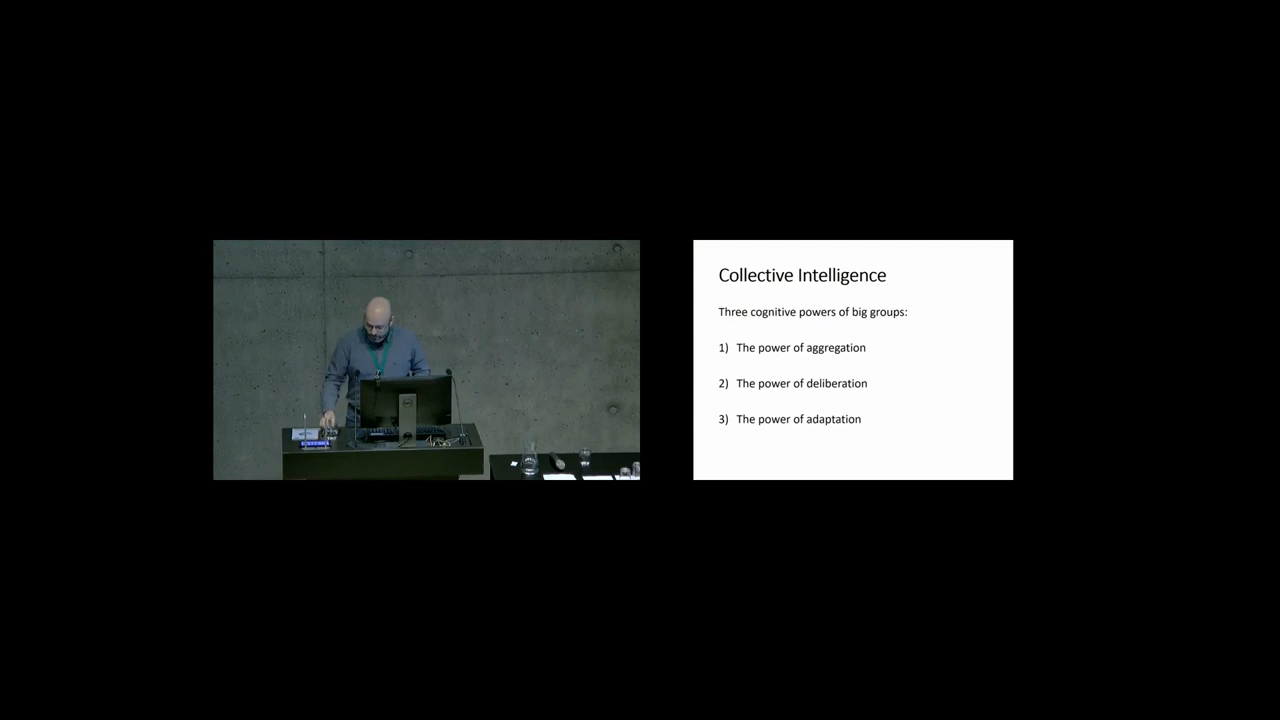 Collective Intelligence
Three cognitive powers of big groups:
1) The power of aggregation
2) The power of deliberation
3) The power of adaptation